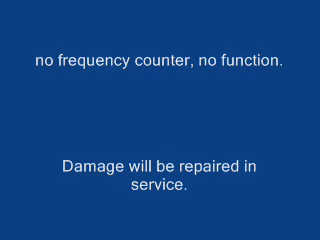 no frequency counter, no function.
Damage will be repaired in
service.